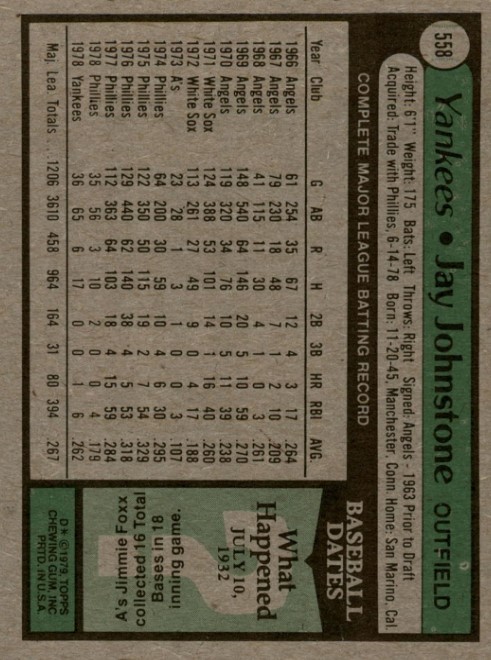 558
Yankees • Jay Johnstone OUTFIELD
Height: 6'1" Weight: 175 Bats: Left Throws: Right Signed: Angels - 1963 Prior to Draft
Acquired: Trade with Phillies, 6-14-78 Born: 11-20-45, Manchester, Conn. Home: San Marino, Cal.
COMPLETE MAJOR LEAGUE BATTING RECORD
Year Club G AB R H 2B 3B HR RBI AVG.
1966 Angels 61 254 35 67 12 4 3 17 .264
1967 Angels 79 230 18 48 7 1 2 10 .209
1968 Angels 41 115 11 30 4 1 0 3 .261
1969 Angels 148 540 64 146 20 5 10 59 .270
1970 Angels 119 320 34 76 10 5 11 39 .238
1971 White Sox 124 388 53 101 14 1 16 40 .260
1972 White Sox 113 261 27 49 9 0 4 17 .188
1973 A's 23 28 1 3 1 0 0 3 .107
1974 Phillies 64 200 30 59 10 4 6 30 .295
1975 Phillies 122 350 50 115 19 2 7 54 .329
1976 Phillies 129 440 62 140 38 4 5 53 .318
1977 Phillies 112 363 64 103 18 4 15 59 .284
1978 Phillies 35 56 3 10 2 0 0 4 .179
1978 Yankees 36 65 6 17 0 0 1 6 .262
Maj. Lea. Totals . . . 1206 3610 458 964 164 31 80 394 .267
BASEBALL
DATES
What
Happened
JULY 10,
1932
A's Jimmie Foxx
collected 16 Total
Bases in 18
inning game.
D* © 1979, TOPPS
CHEWING GUM, INC
PRTD. IN U.S.A.